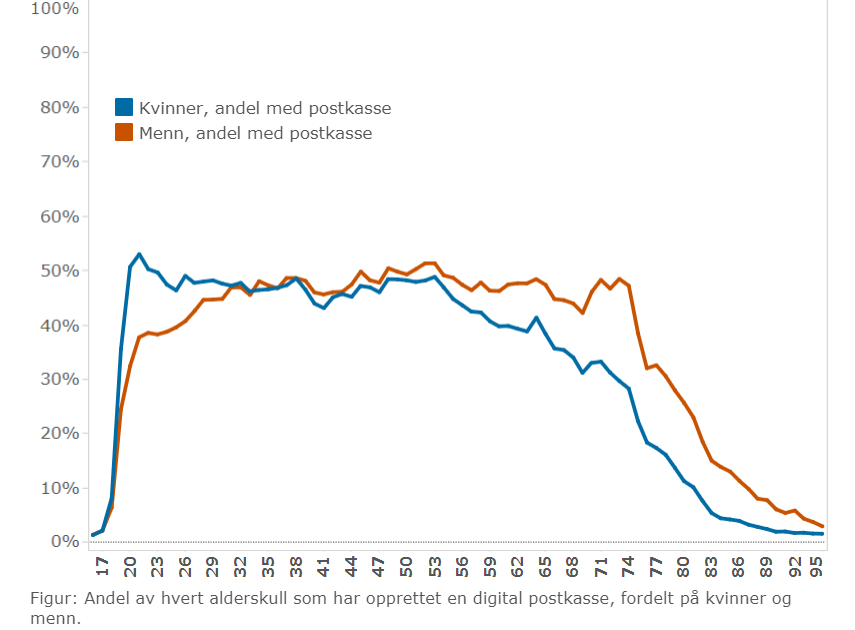 100%
90%
80%
70%
60%
50%
40%
30%
20%
10%
0%
Kvinner, andel med postkasse
Menn, andel med postkasse
17 20 23 26 29 32 35 38 41 44 47 50 53 56 59 62 65 68 71 74 77 80 83 86 89 92 95
Figur: Andel av hvert alderskull som har opprettet en digital postkasse, fordelt på kvinner og
menn.